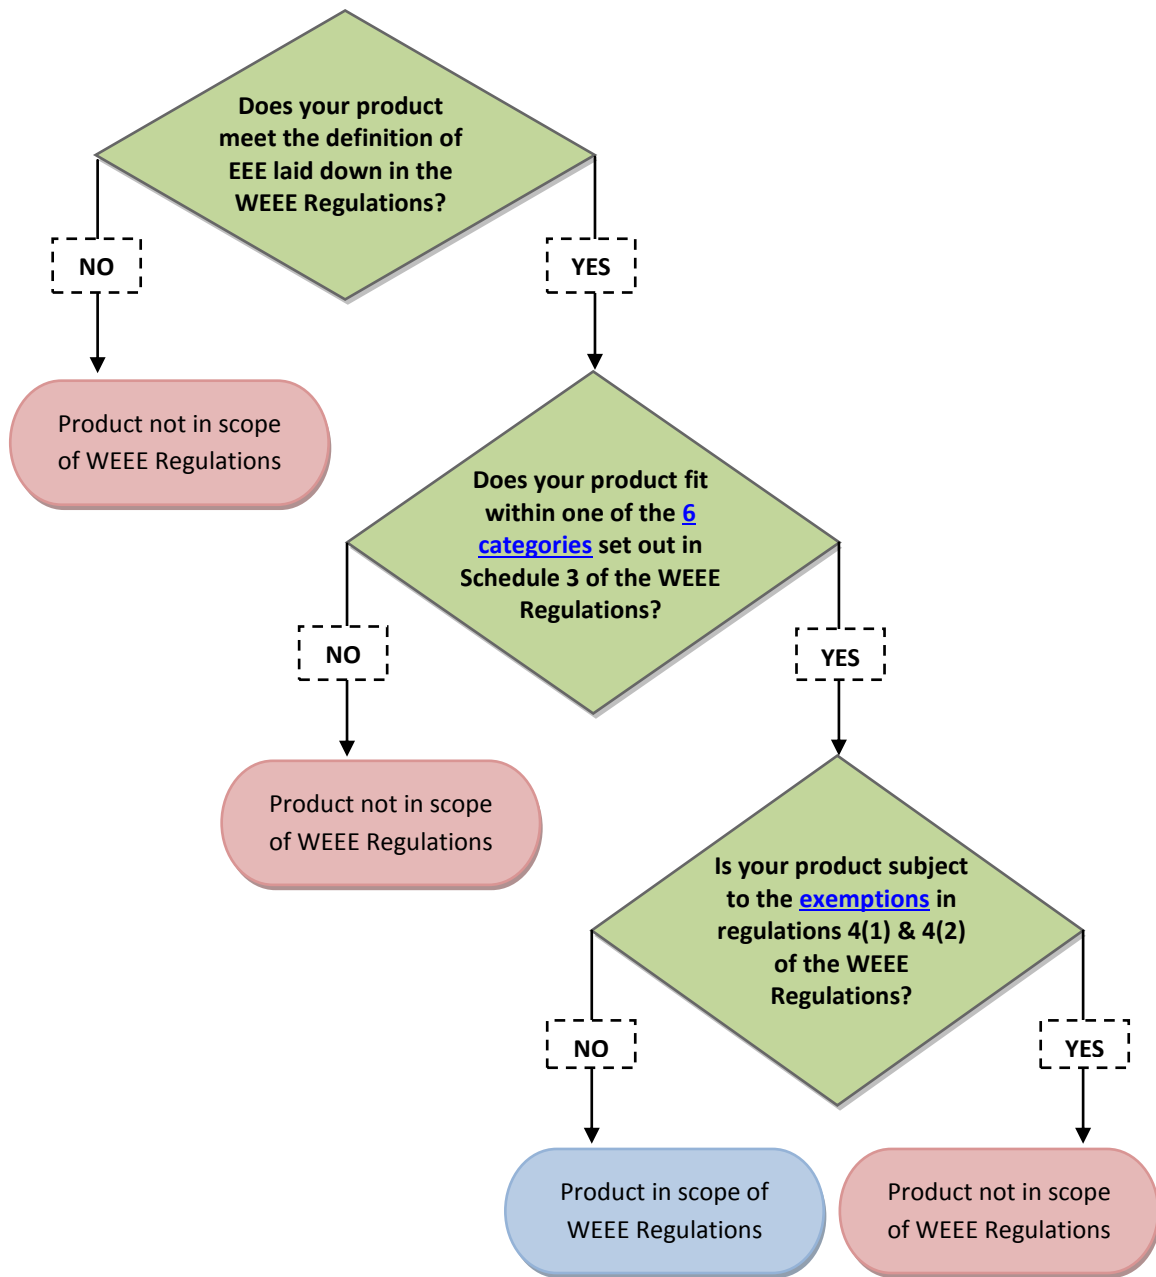 Does your product
meet the definition of
EEE laid down in the
WEEE Regulations?
NO
YES
Product not in scope
of WEEE Regulations
Does your product fit
within one of the 6
categories set out in
Schedule 3 of the WEEE
Regulations?
NO
YES
Product not in scope
of WEEE Regulations
Is your product subject
to the exemptions in
regulations 4(1) & 4(2)
of the WEEE
Regulations?
NO
YES
Product in scope of
WEEE Regulations
Product not in scope
of WEEE Regulations